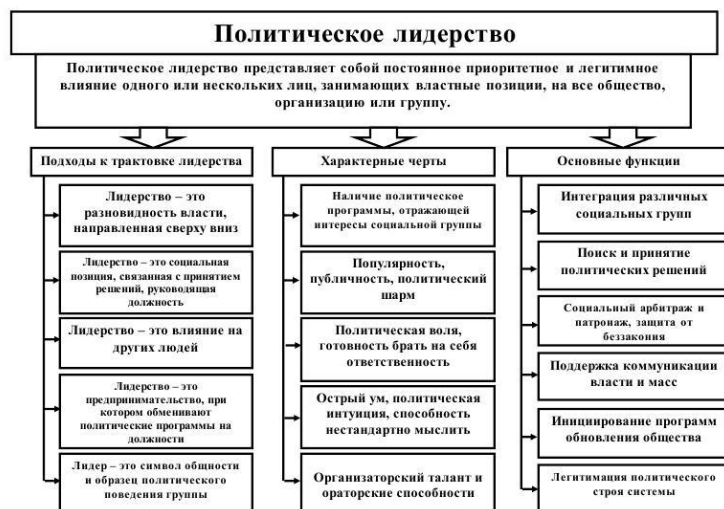 Политическое лидерство
Политическое лидерство представляет собой постоянное приоритетное и легитимное
влияние одного или нескольких лиц, занимающих властные позиции, на все общество,
организацию или группу.
Подходы к трактовке лидерства
Лидерство – это
разновидность власти,
направленная сверху вниз
Лидерство – это социальная
позиция, связанная с принятием
решений, руководящая
должность
Лидерство – это влияние на
других людей
Лидерство – это
предпринимательство, при
котором обменивают
политические программы на
должности
Лидер – это символ общности
и образец политического
поведения группы
Характерные черты
Наличие политическое
программы, отражающей
интересы социальной группы
Популярность,
публичность, политический
шарм
Политическая воля,
готовность брать на себя
ответственность
Острый ум, политическая
интуиция, способность
нестандартно мыслить
Организаторский талант и
ораторские способности
Основные функции
Интеграция различных
социальных групп
Поиск и принятие
политических решений
Социальный арбитраж и
патронаж, защита от
беззакония
Поддержка коммуникации
власти и масс
Инициирование программ
обновления общества
Легитимация политического
строя системы